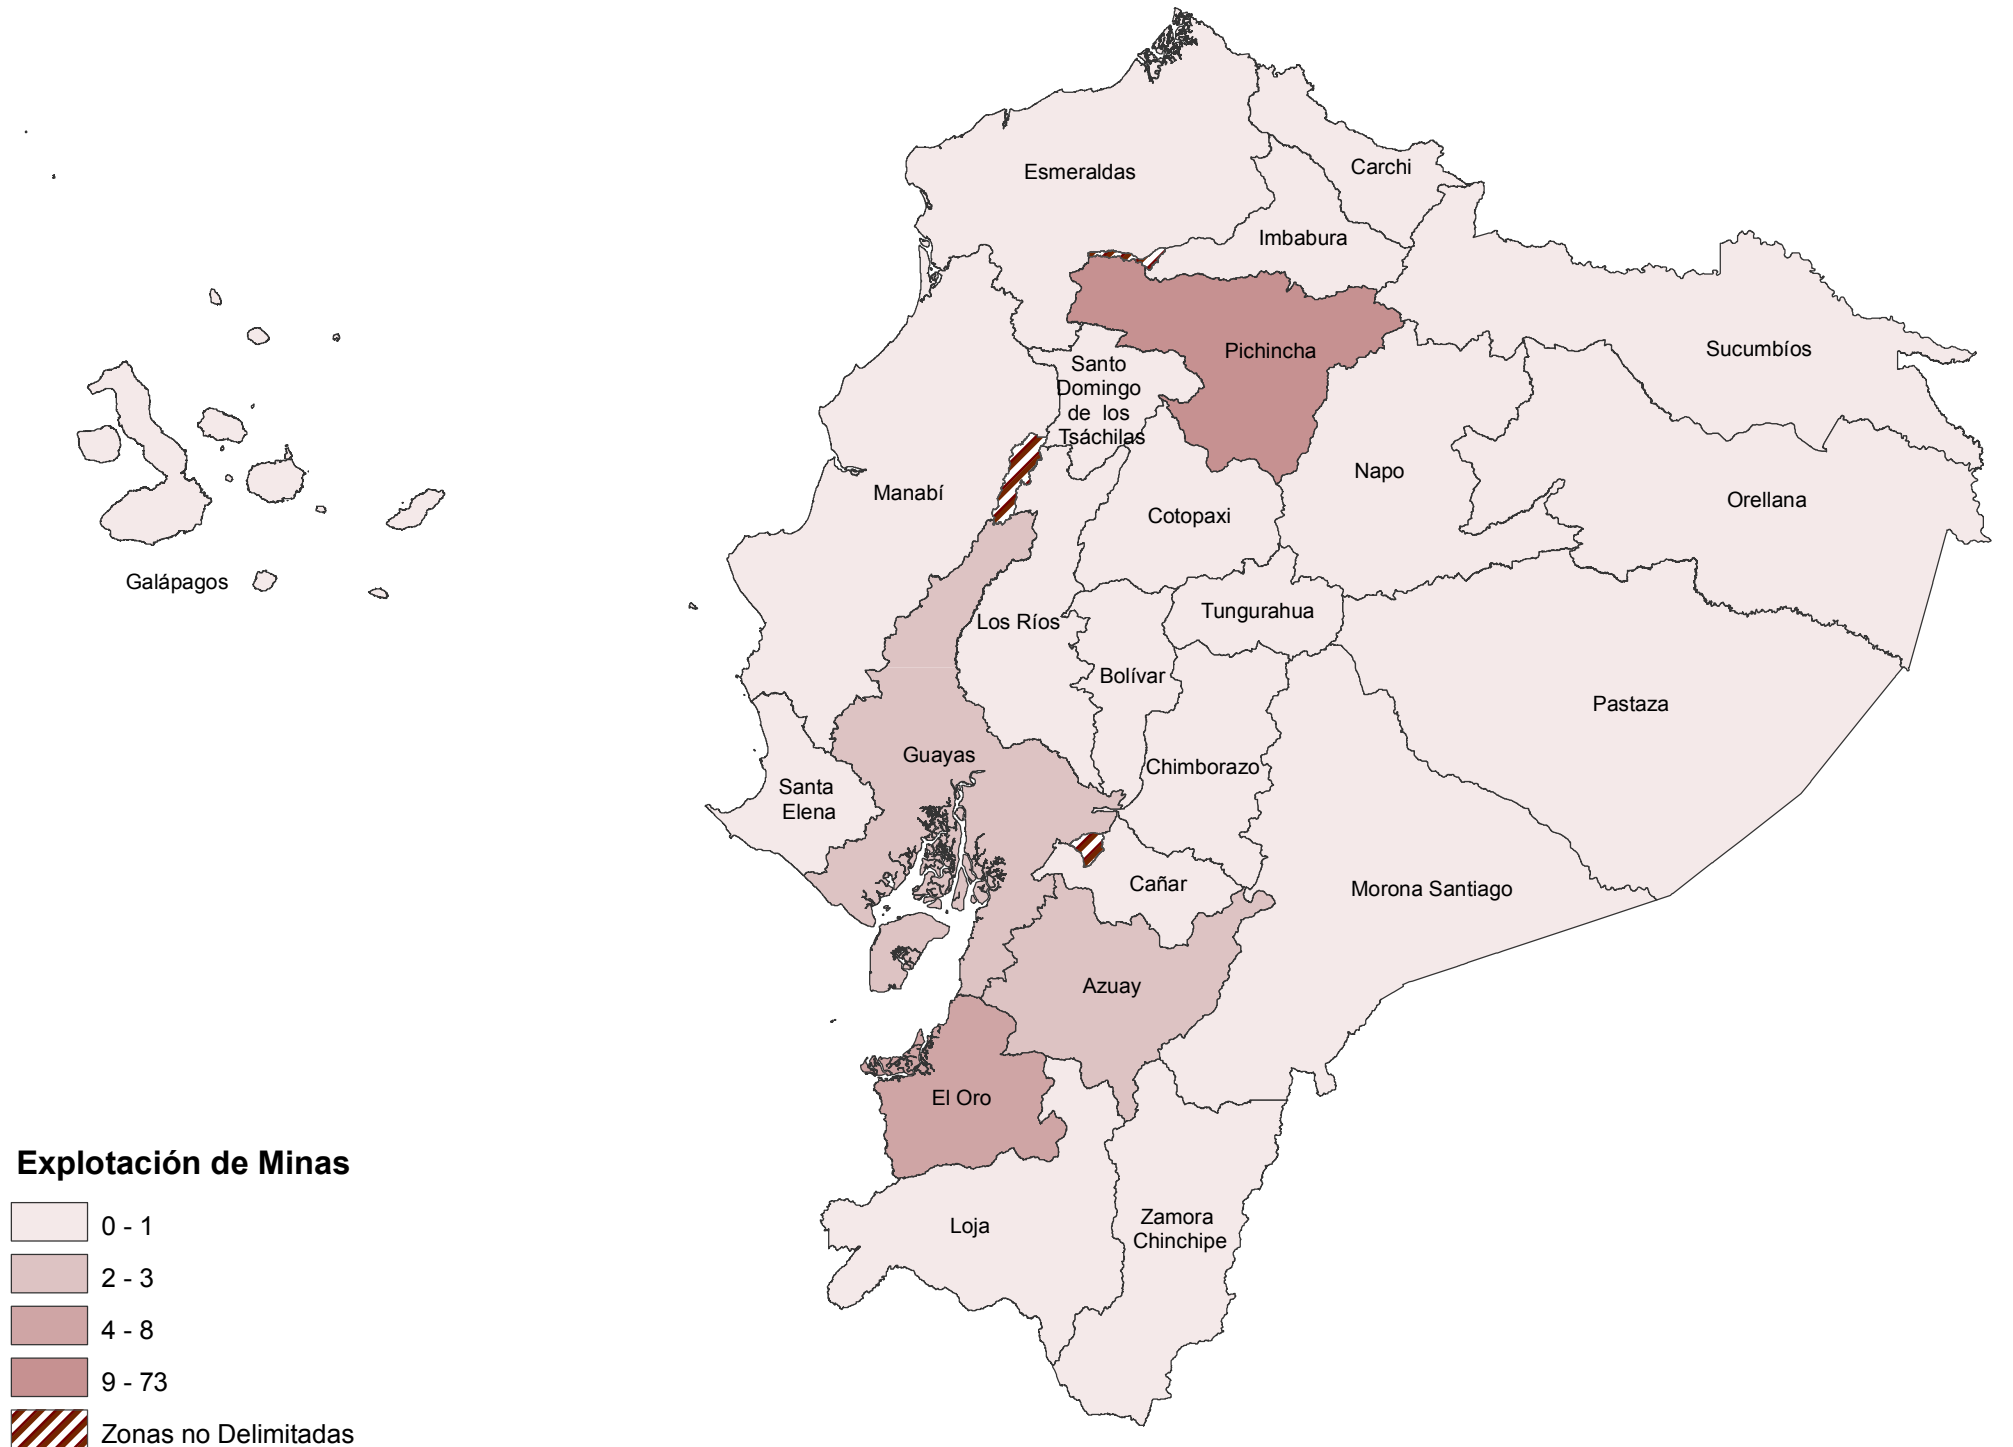 Esmeraldas
Carchi
Imbabura
Pichincha
Sucumbíos
Santo
Domingo
de los
Tsáchilas
Napo
Manabí
Orellana
Cotopaxi
Galápagos
Tungurahua
Los Ríos
Bolívar
Pastaza
Guayas
Chimborazo
Santa
Elena
Cañar
Morona Santiago
Azuay
El Oro
Loja
Zamora
Chinchipe
Explotación de Minas
0 - 1
2 - 3
4 - 8
9 - 73
Zonas no Delimitadas